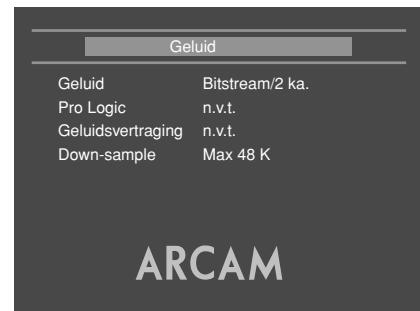 Geluid
Geluid Bitstream/2 ka.
Pro Logic n.v.t.
Geluidsvertraging n.v.t.
Down-sample Max 48 K
ARCAM